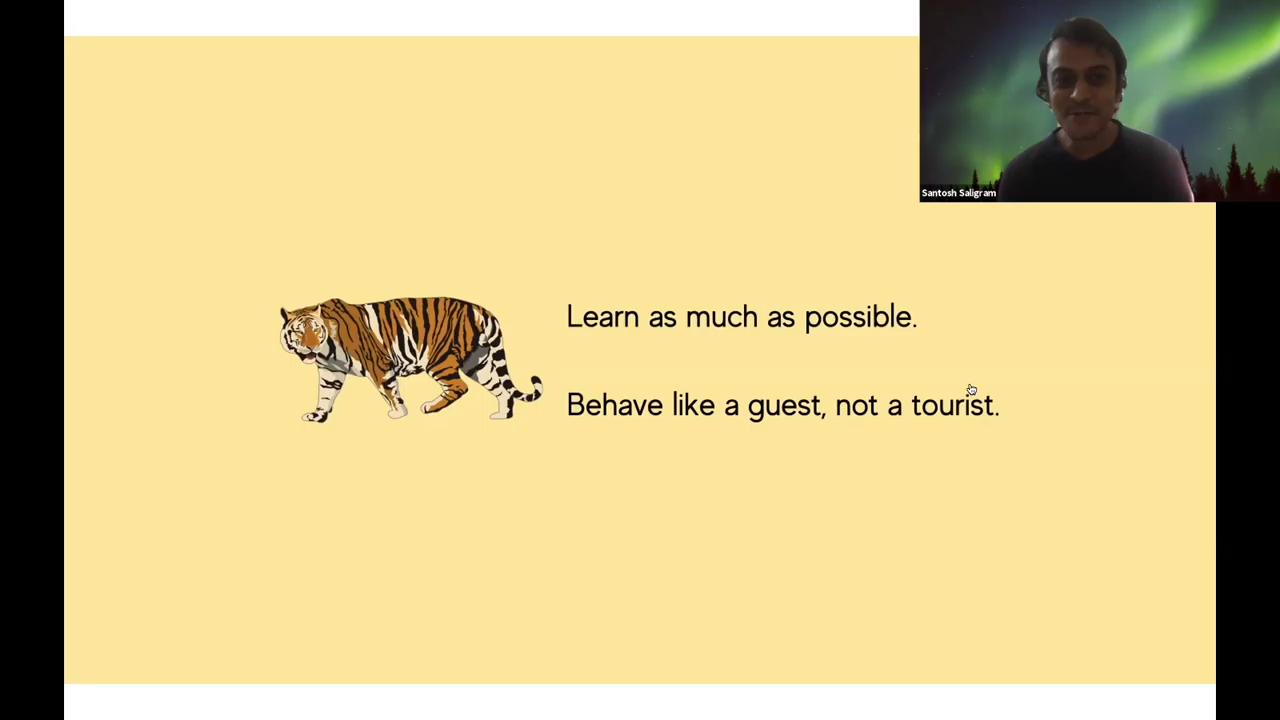 Santosh Saligram
Learn as much as possible.
Behave like a guest, not a tourist.